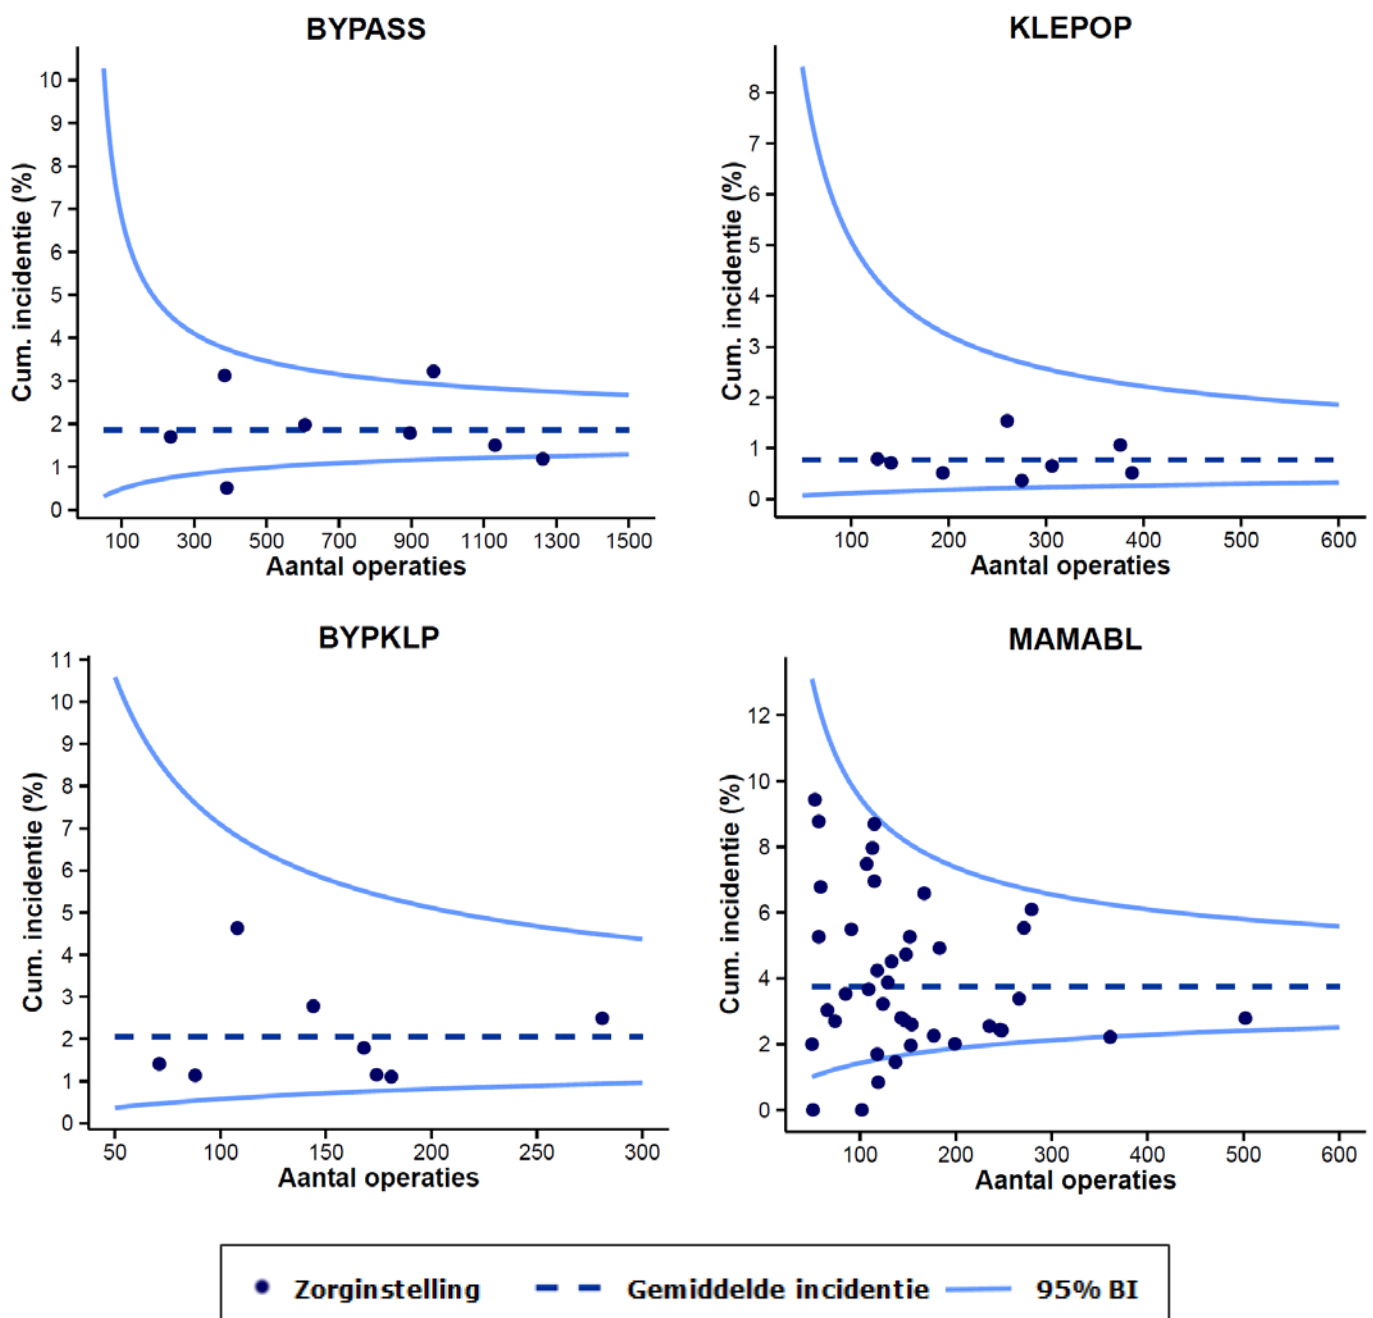 BYPASS
Cum. incidentie (%)
10
9
8
7
6
5
4
3
2
1
0
100 300 500 700 900 1100 1300 1500
Aantal operaties
KLEPOP
Cum. incidentie (%)
8
7
6
5
4
3
2
1
0
100 200 300 400 500 600
Aantal operaties
BYPKLP
Cum. incidentie (%)
11
10
9
8
7
6
5
4
3
2
1
0
50 100 150 200 250 300
Aantal operaties
MAMABL
Cum. incidentie (%)
12
10
8
6
4
2
0
100 200 300 400 500 600
Aantal operaties
Zorginstelling Gemiddelde incidentie 95% BI